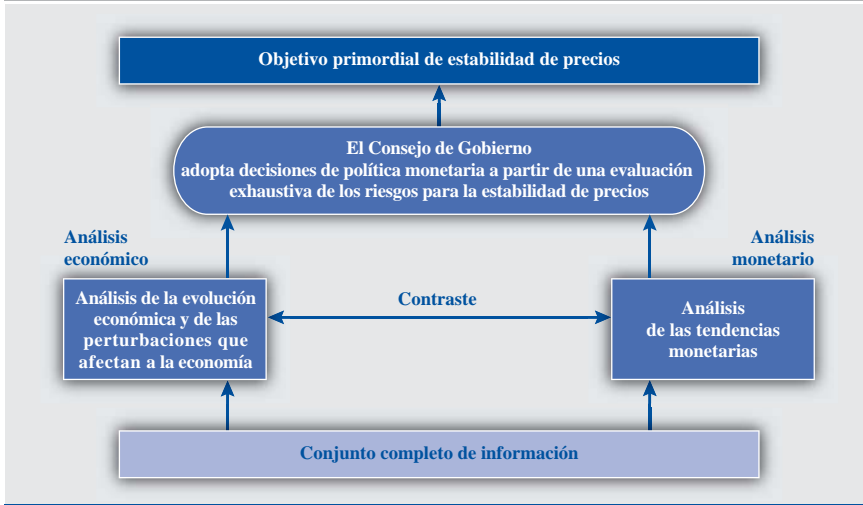 Objetivo primordial de estabilidad de precios
El Consejo de Gobierno
adopta decisiones de política monetaria a partir de una evaluación
exhaustiva de los riesgos para la estabilidad de precios
Análisis
económico
Análisis
monetario
Análisis de la evolución
económica y de las
perturbaciones que
afectan a la economía
Contraste
Análisis
de las tendencias
monetarias
Conjunto completo de información